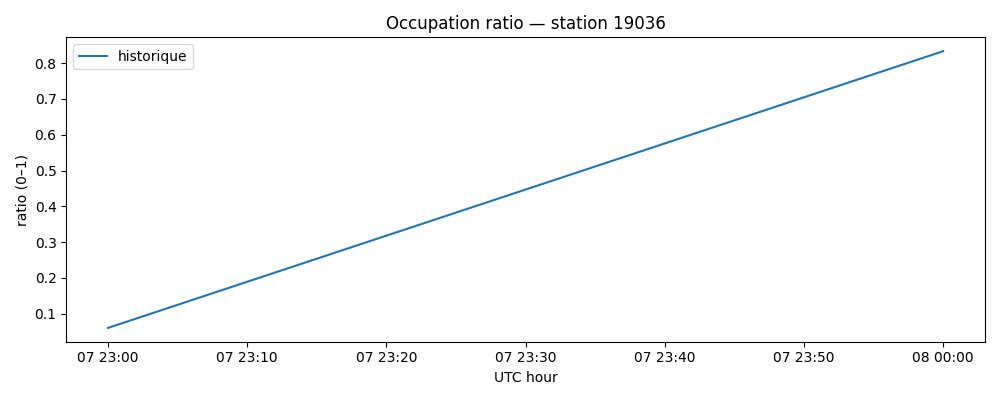 Occupation ratio — station 19036
historique
ratio (0–1)
0.8
0.7
0.6
0.5
0.4
0.3
0.2
0.1
07 23:00 07 23:10 07 23:20 07 23:30 07 23:40 07 23:50 08 00:00
UTC hour